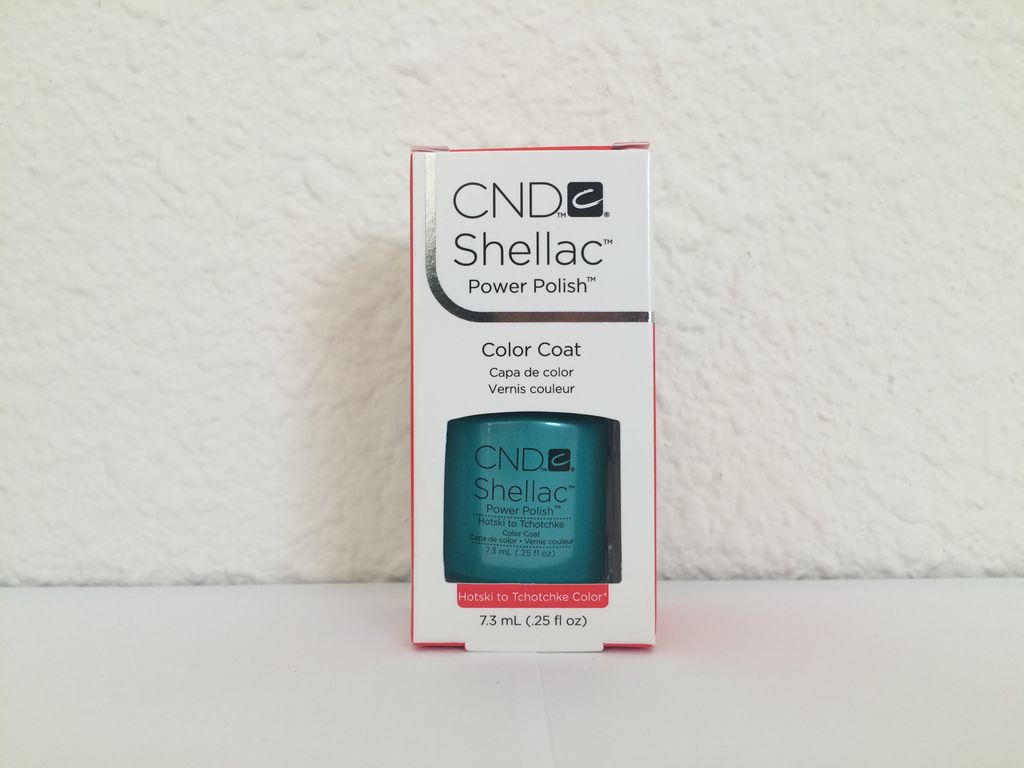 CND™ c®
Shellac™
Power Polish™
Color Coat
Capa de color
Vernis couleur
CND™ c®
Shellac™
Power Polish™
Hotski to Tchotchke
Color Coat
Capa de color • Vernis couleur
7.3 mL (.25 fl oz)
Hotski to Tchotchke Color*
7.3 mL (.25 fl oz)